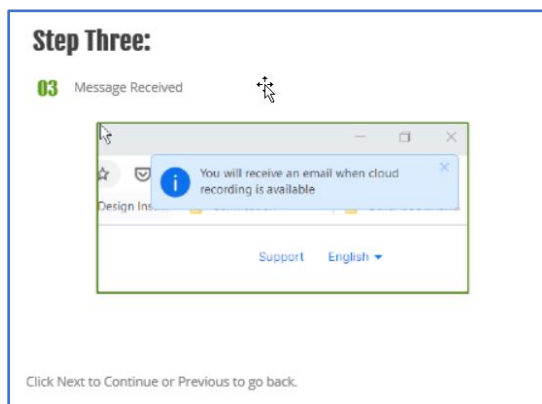 Step Three:
03 Message Received
You will receive an email when cloud
recording is available
Design
Support English
Click Next to Continue or Previous to go back.